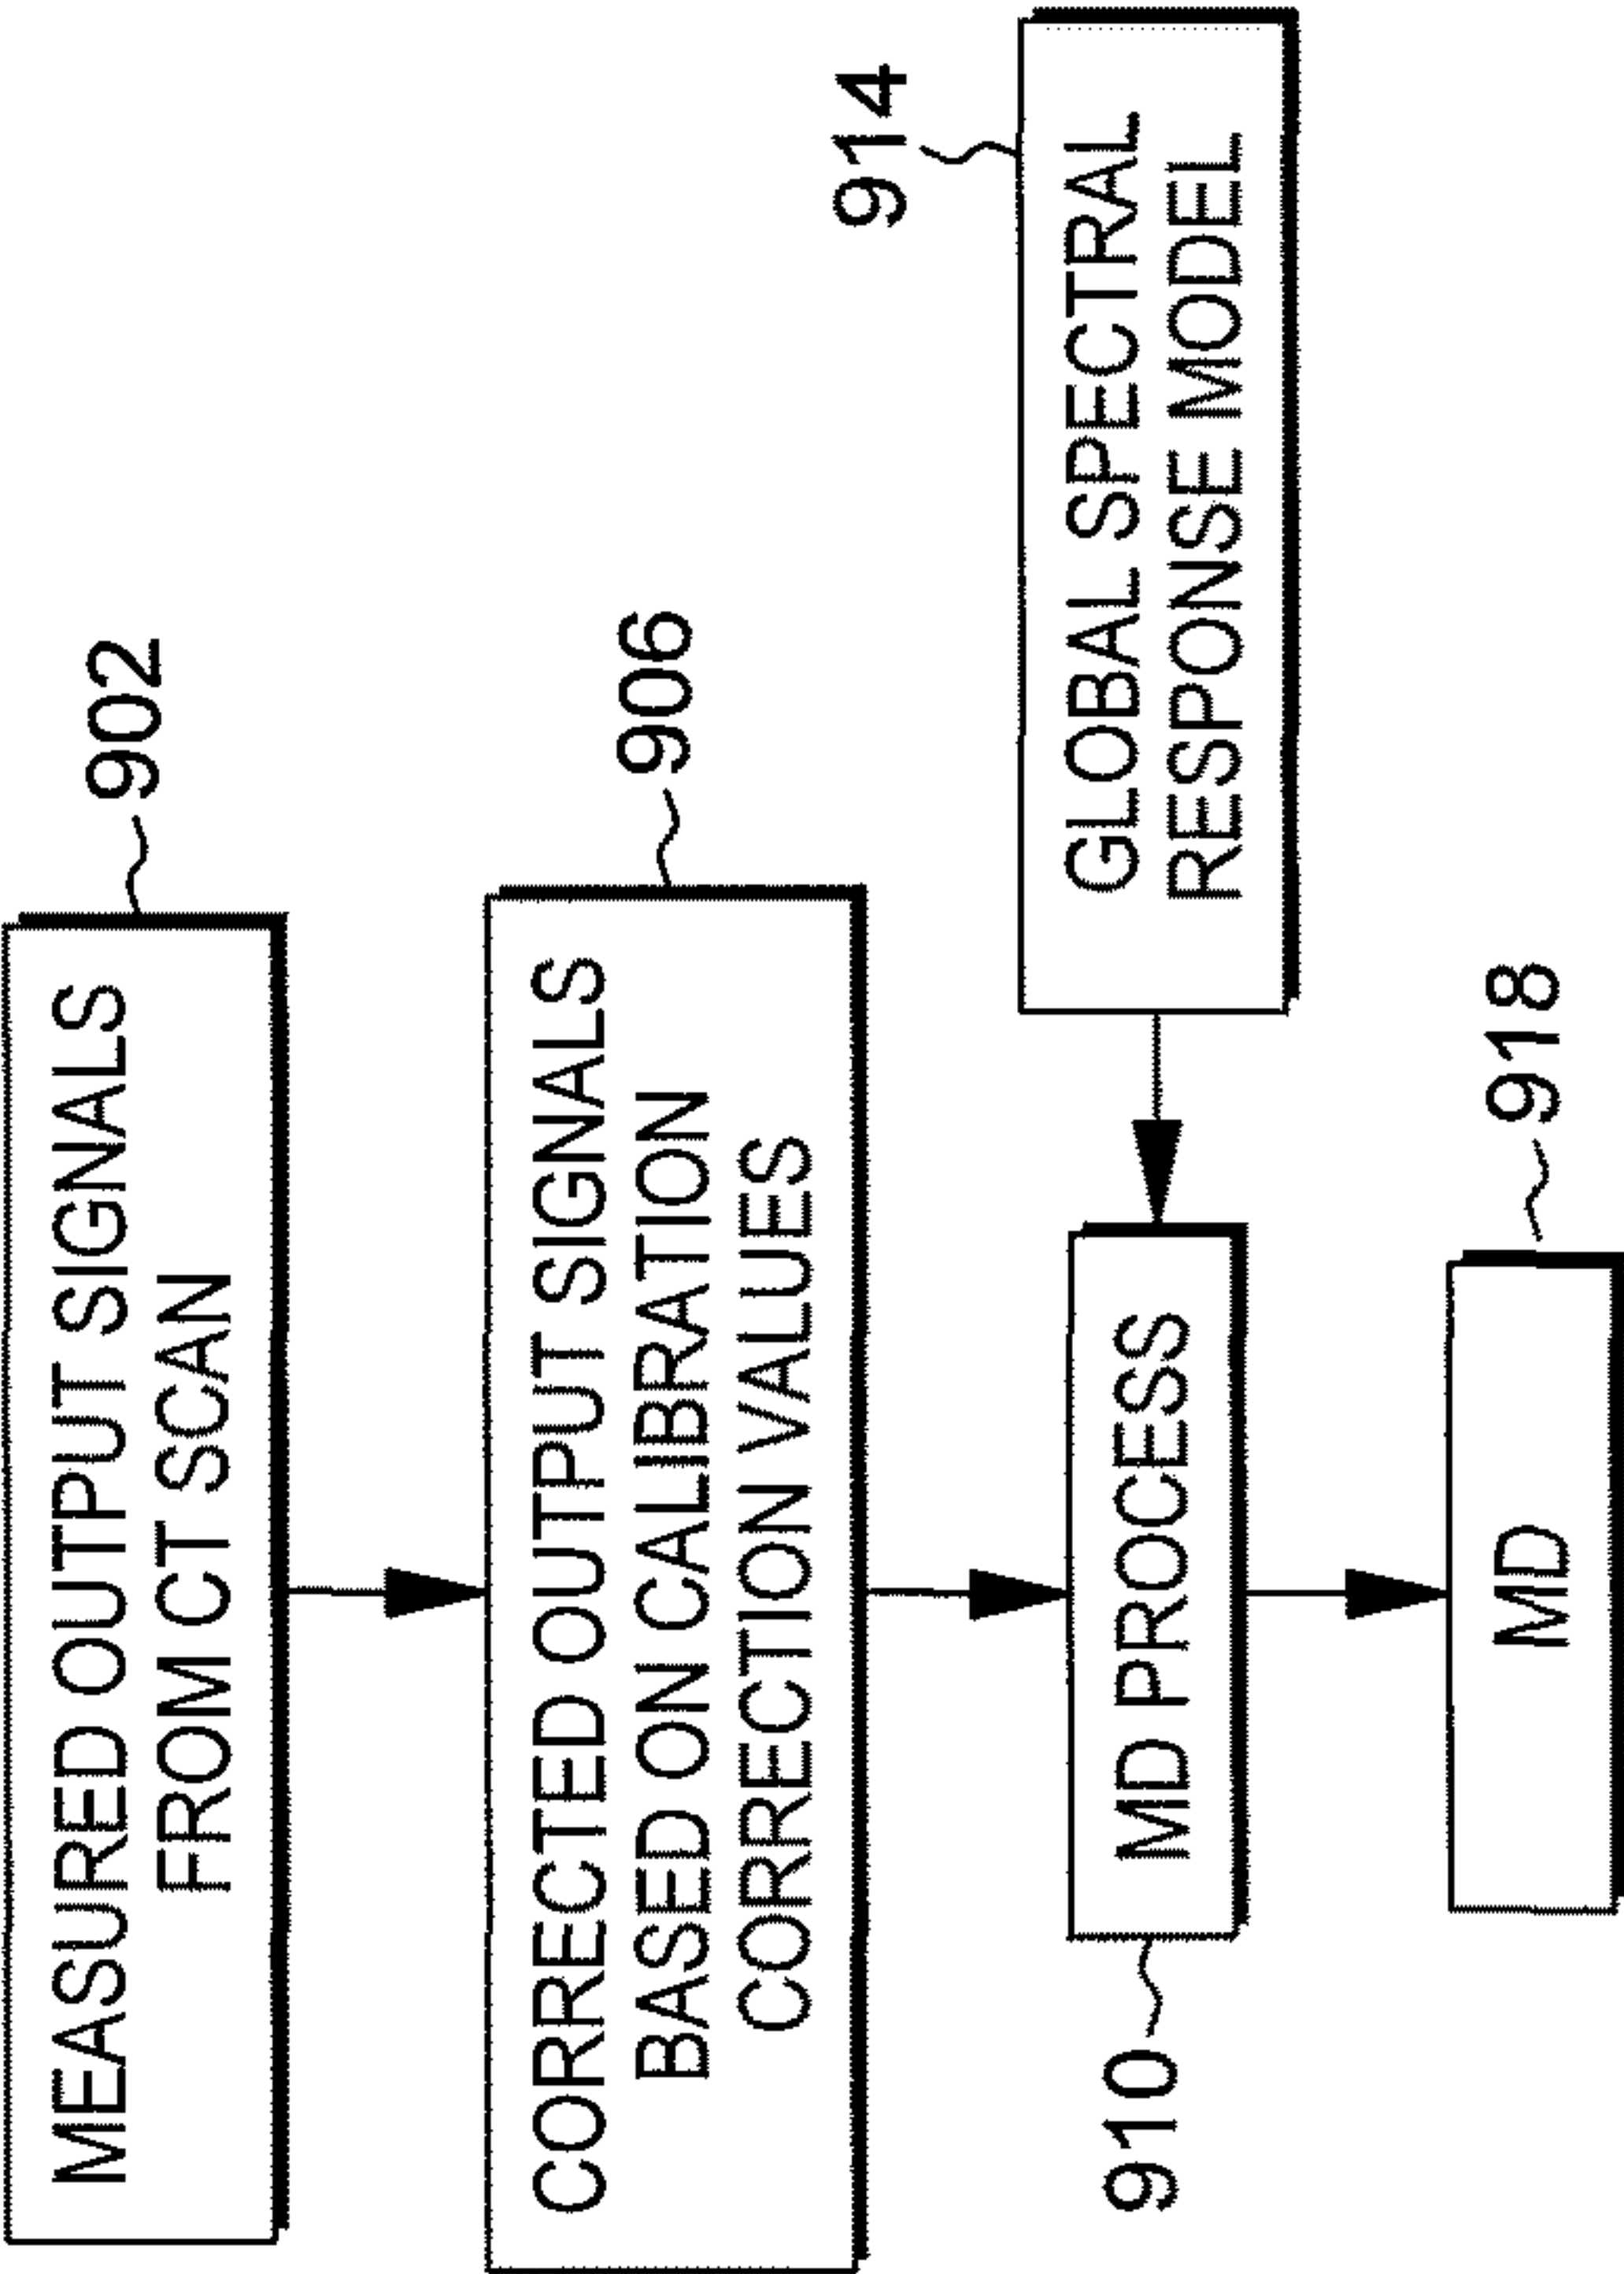 MEASURED OUTPUT SIGNALS
FROM CT SCAN
902
CORRECTED OUTPUT SIGNALS
BASED ON CALIBRATION
CORRECTION VALUES
906
910
MD PROCESS
914
GLOBAL SPECTRAL
RESPONSE MODEL
MD
918